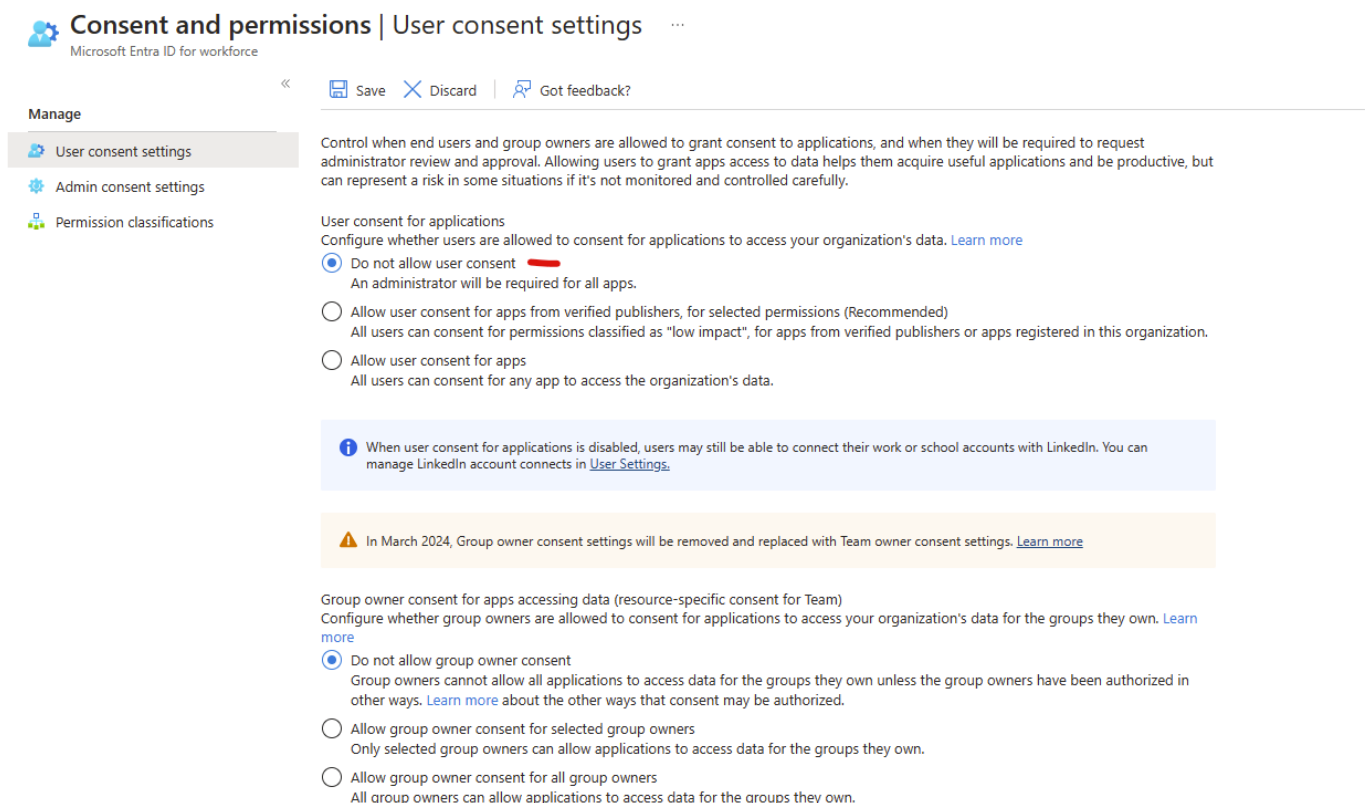 Consent and permissions | User consent settings ...
Microsoft Entra ID for workforce
«
Save Discard Got feedback?
Manage
User consent settings
Admin consent settings
Permission classifications
Control when end users and group owners are allowed to grant consent to applications, and when they will be required to request
administrator review and approval. Allowing users to grant apps access to data helps them acquire useful applications and be productive, but
can represent a risk in some situations if it's not monitored and controlled carefully.
User consent for applications
Configure whether users are allowed to consent for applications to access your organization's data. Learn more
Do not allow user consent
An administrator will be required for all apps.
Allow user consent for apps from verified publishers, for selected permissions (Recommended)
All users can consent for permissions classified as "low impact", for apps from verified publishers or apps registered in this organization.
Allow user consent for apps
All users can consent for any app to access the organization's data.
When user consent for applications is disabled, users may still be able to connect their work or school accounts with LinkedIn. You can
manage LinkedIn account connects in User Settings.
In March 2024, Group owner consent settings will be removed and replaced with Team owner consent settings. Learn more
Group owner consent for apps accessing data (resource-specific consent for Team)
Configure whether group owners are allowed to consent for applications to access your organization's data for the groups they own. Learn
more
Do not allow group owner consent
Group owners cannot allow all applications to access data for the groups they own unless the group owners have been authorized in
other ways. Learn more about the other ways that consent may be authorized.
Allow group owner consent for selected group owners
Only selected group owners can allow applications to access data for the groups they own.
Allow group owner consent for all group owners
All group owners can allow applications to access data for the groups they own.